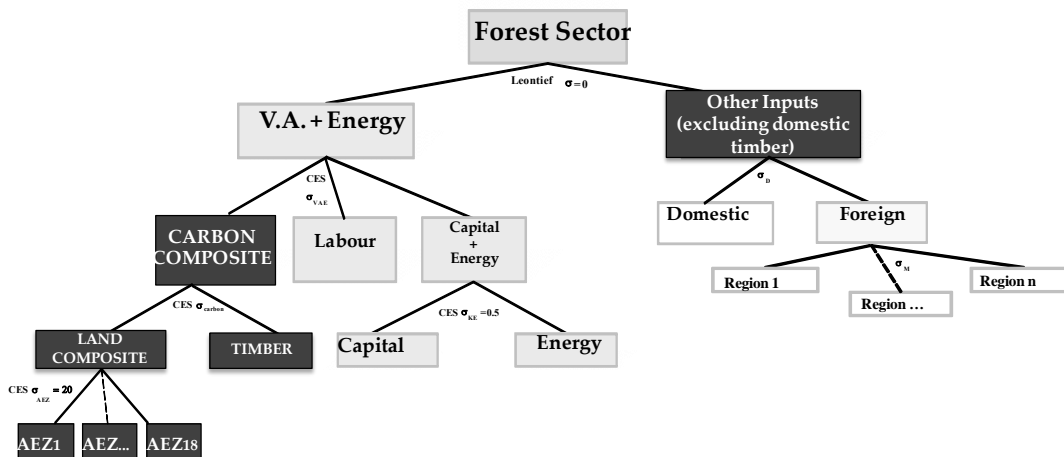 Forest Sector
Leontief σ=0
V.A. + Energy
Other Inputs
(excluding domestic
timber)
CES
σVAE
σD
CARBON
COMPOSITE
Labour
Capital
+
Energy
Domestic
Foreign
σM
Region 1
Region …
Region n
CES σcarbon
CES σKE =0.5
LAND
COMPOSITE
TIMBER
Capital
Energy
CES σAEZ = 20
AEZ1
AEZ...
AEZ18